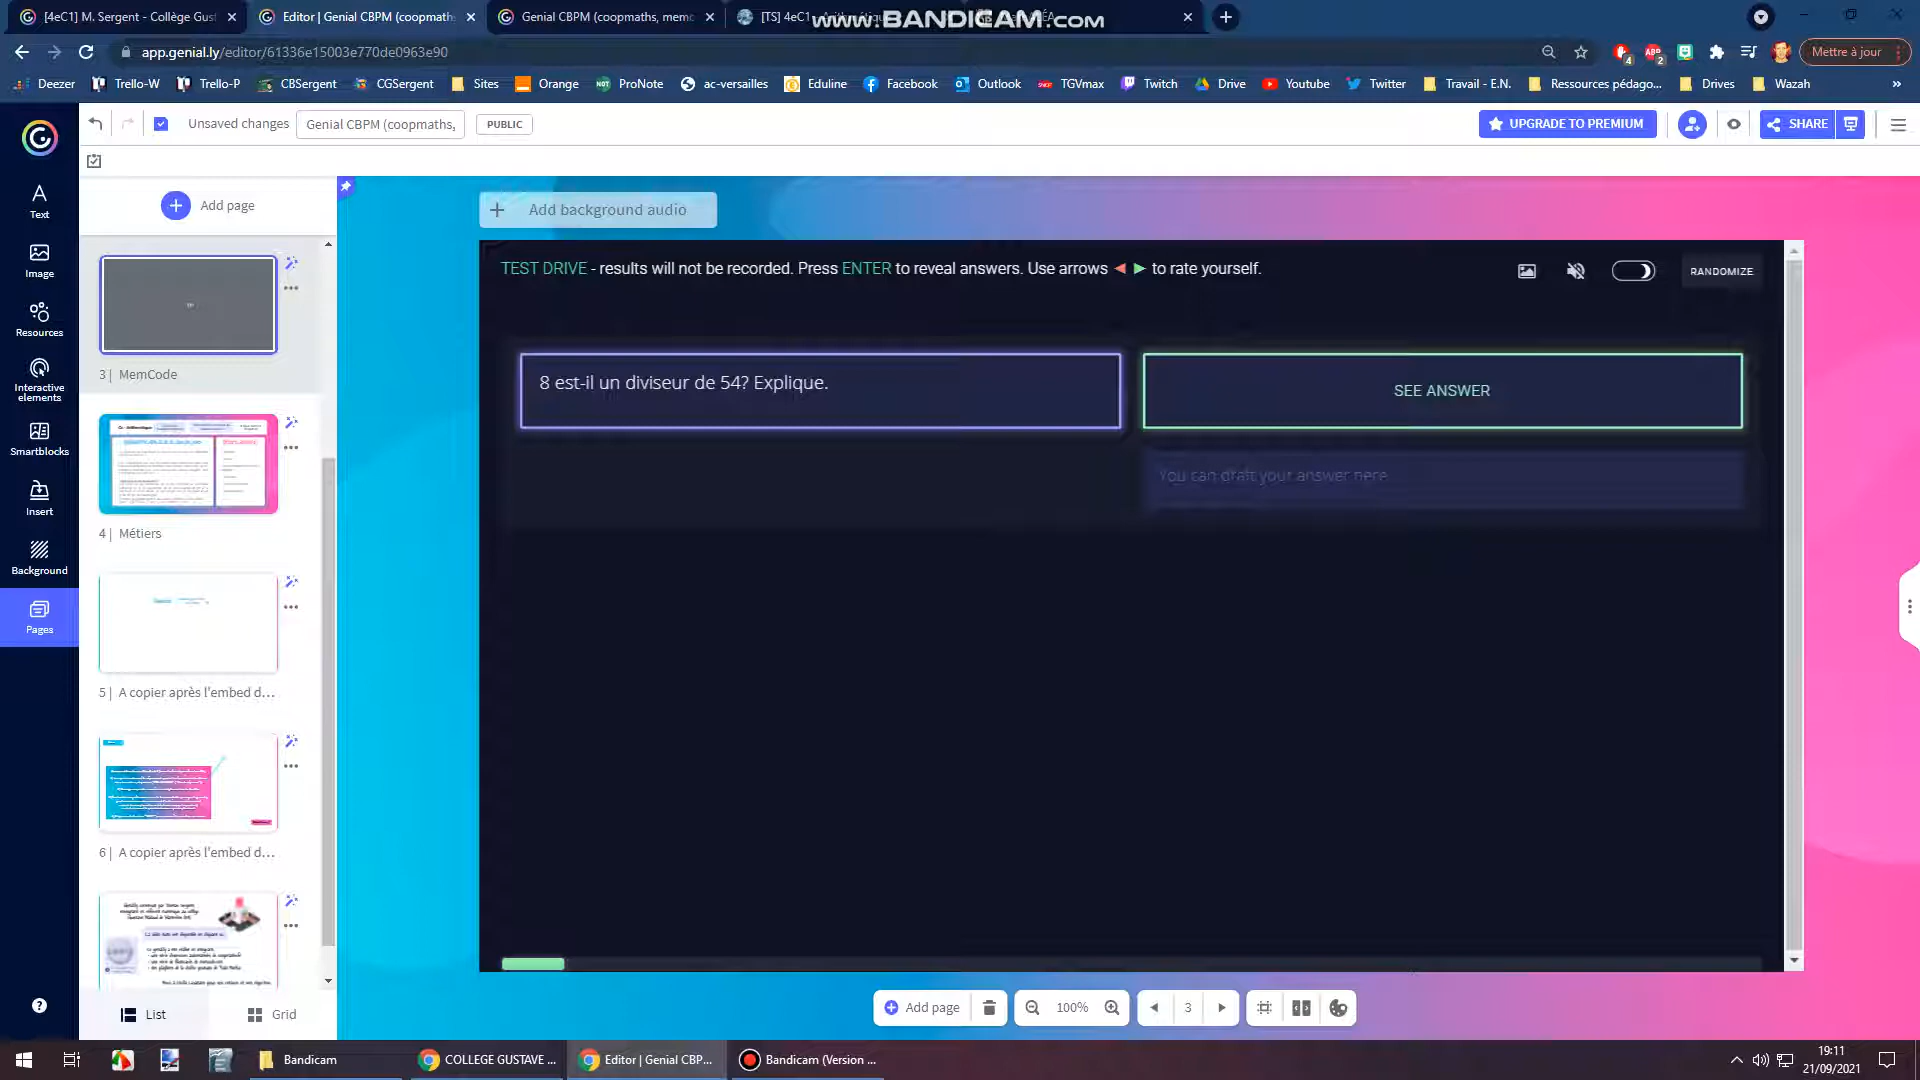 [4eC1] M. Sergent - Collège Gus
Editor | Genial CBPM (coopmaths
Genial CBPM (coopmaths, memo
[TS] 4eC1 - Arithmétiq
WWW.BANDICAM.COM
app.genial.ly/editor/61336e15003e770de0963e90
4
2
Mettre à jour
Deezer
Trello-W
Trello-P
CBSergent
CGSergent
Sites
Orange
ProNote
ac-versailles
Eduline
Facebook
Outlook
TGVmax
Twitch
Drive
Youtube
Twitter
Travail - E.N.
Ressources pédago...
Drives
Wazah
»
Unsaved changes
Genial CBPM (coopmaths,
PUBLIC
UPGRADE TO PREMIUM
SHARE
Text
Image
Resources
Interactive
elements
Smartblocks
Insert
Background
Pages
Add page
3 | MemCode
4 | Métiers
5 | A copier après l'embed d...
6 | A copier après l'embed d...
List
Grid
Add background audio
TEST DRIVE - results will not be recorded. Press ENTER to reveal answers. Use arrows ◄ ► to rate yourself.
RANDOMIZE
8 est-il un diviseur de 54? Explique.
SEE ANSWER
You can draft your answer here
Add page
100%
3
Bandicam
COLLEGE GUSTAVE ...
Editor | Genial CBP...
Bandicam (Version ...
19:11
21/09/2021